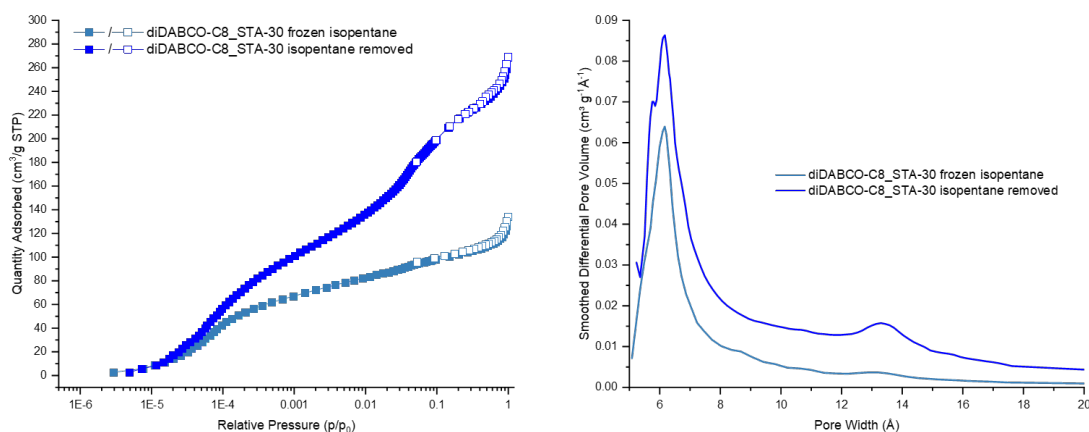 300
280
260
240
220
200
180
160
140
120
100
80
60
40
20
0
Quantity Adsorbed (cm³/g STP)
/ diDABCO-C8_STA-30 frozen isopentane
/ diDABCO-C8_STA-30 isopentane removed
1E-6 1E-5 1E-4 0.001 0.01 0.1 1
Relative Pressure (p/p₀)
0.09
0.08
0.07
0.06
0.05
0.04
0.03
0.02
0.01
0.00
Smoothed Differential Pore Volume (cm³ g⁻¹Å⁻¹)
diDABCO-C8_STA-30 frozen isopentane
diDABCO-C8_STA-30 isopentane removed
6 8 10 12 14 16 18 20
Pore Width (Å)